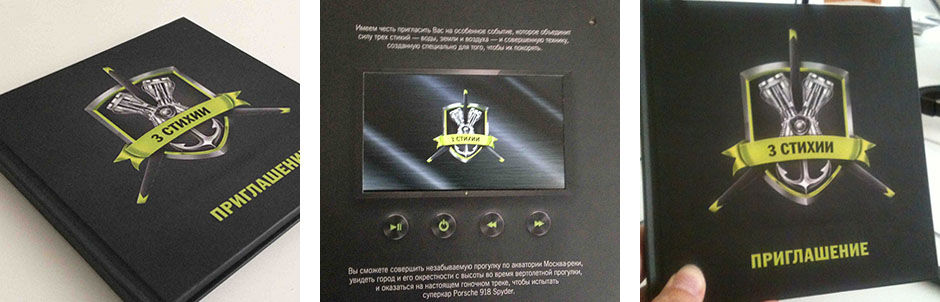 3 СТИХИИ
ПРИГЛАШЕНИЕ
Имеем честь пригласить Вас на особенное событие, которое объединит
силу трех стихий — воды, земли и воздуха — и совершенную технику,
созданную специально для того, чтобы их покорять.
3 СТИХИИ
Вы сможете совершить незабываемую прогулку по акватории Москва-реки,
увидеть город и его окрестности с высоты во время вертолетной прогулки,
и оказаться на настоящем гоночном треке, чтобы испытать
суперкар Porsche 918 Spyder.
3 СТИХИИ
ПРИГЛАШЕНИЕ